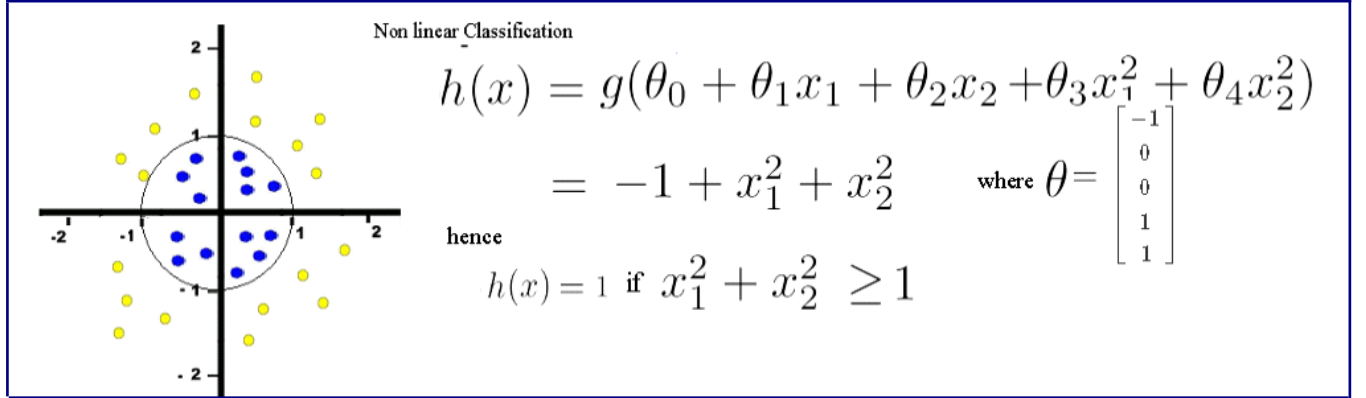 Non linear Classification
h(x) = g(θ₀ + θ₁x₁ + θ₂x₂ +θ₃x₁² + θ₄x₂²)
= −1 + x₁² + x₂²
where θ= [−1
0
0
1
1]
hence
h(x) = 1 if x₁² + x₂² ≥ 1
2
1
-2 -1 1 2
- 1
- 2